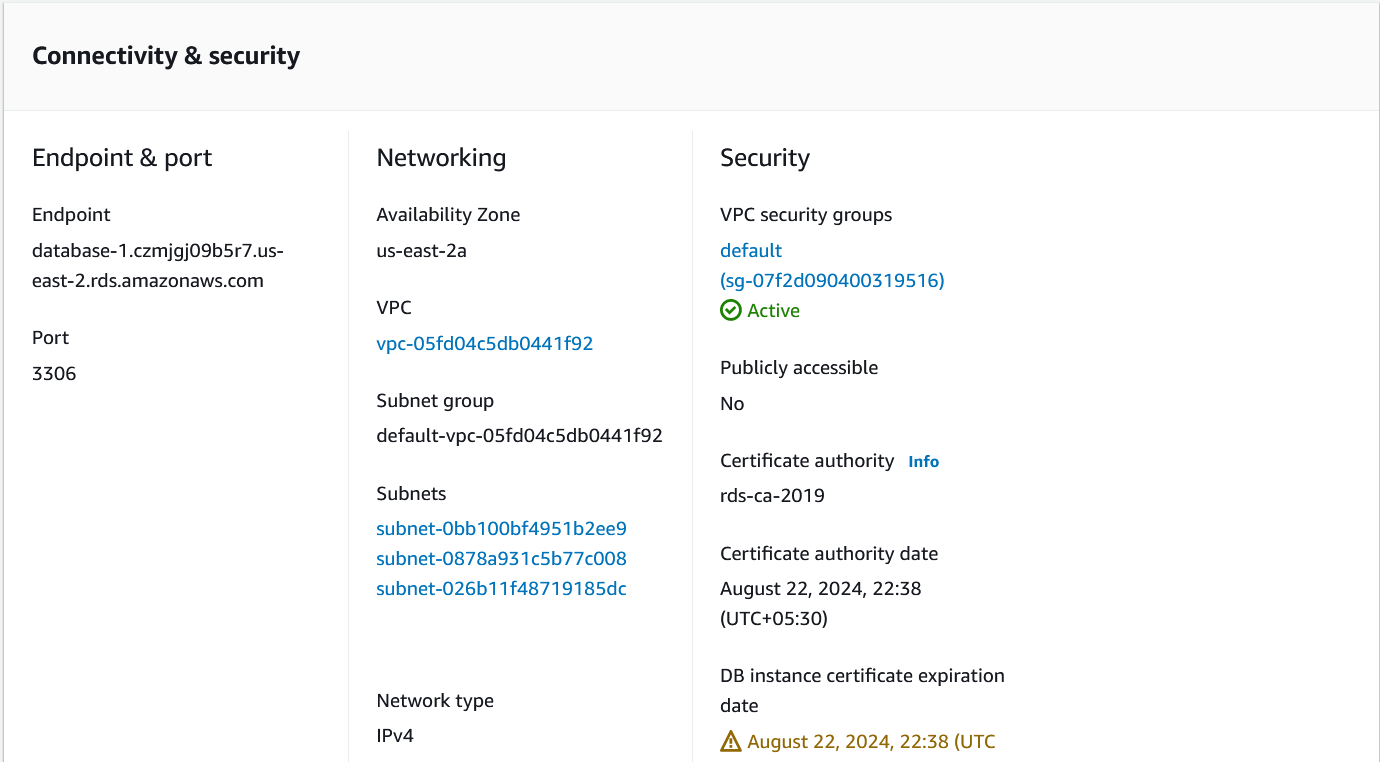 Connectivity & security
Endpoint & port
Endpoint
database-1.czmjgj09b5r7.us-
east-2.rds.amazonaws.com
Port
3306
Networking
Availability Zone
us-east-2a
VPC
vpc-05fd04c5db0441f92
Subnet group
default-vpc-05fd04c5db0441f92
Subnets
subnet-0bb100bf4951b2ee9
subnet-0878a931c5b77c008
subnet-026b11f48719185dc
Network type
IPv4
Security
VPC security groups
default
(sg-07f2d090400319516)
Active
Publicly accessible
No
Certificate authority Info
rds-ca-2019
Certificate authority date
August 22, 2024, 22:38
(UTC+05:30)
DB instance certificate expiration
date
August 22, 2024, 22:38 (UTC